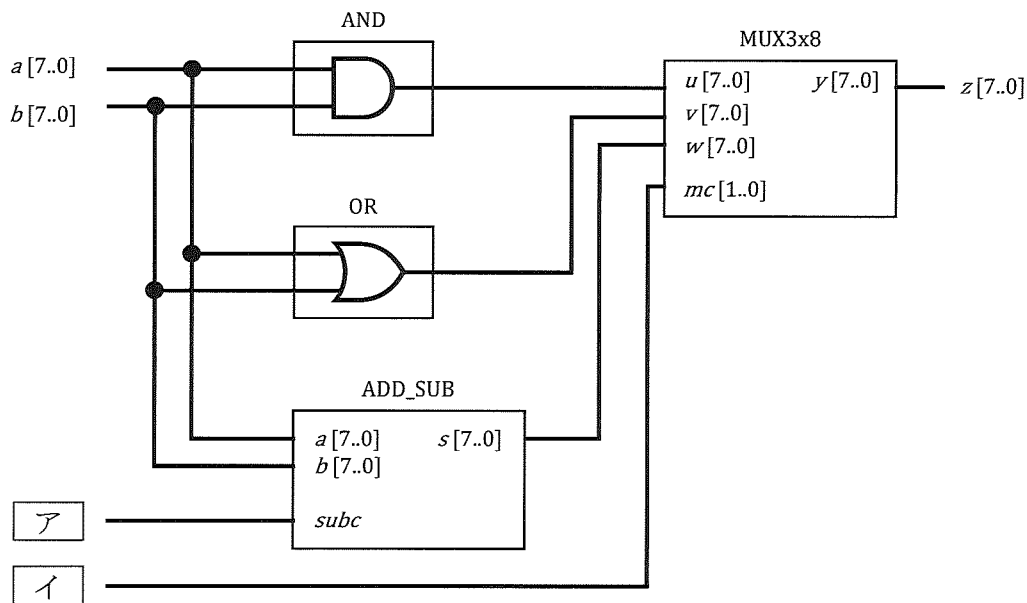 AND
a[7..0]
b[7..0]
MUX3x8
u[7..0] y[7..0]
v[7..0]
w[7..0]
mc[1..0]
z[7..0]
OR
ADD_SUB
a[7..0] s[7..0]
b[7..0]
subc
ア
イ